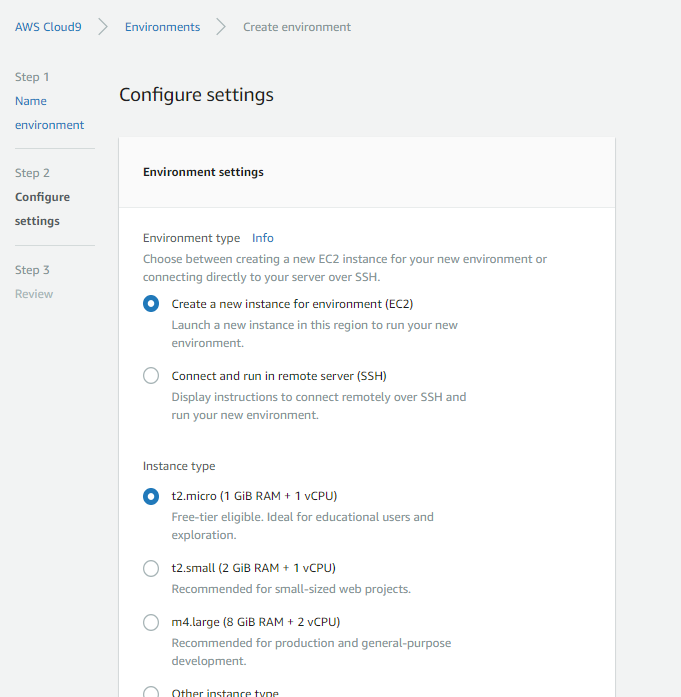 AWS Cloud9 Environments Create environment
Step 1
Name
environment
Step 2
Configure
settings
Step 3
Review
Configure settings
Environment settings
Environment type Info
Choose between creating a new EC2 instance for your new environment or
connecting directly to your server over SSH.
Create a new instance for environment (EC2)
Launch a new instance in this region to run your new
environment.
Connect and run in remote server (SSH)
Display instructions to connect remotely over SSH and
run your new environment.
Instance type
t2.micro (1 GiB RAM + 1 vCPU)
Free-tier eligible. Ideal for educational users and
exploration.
t2.small (2 GiB RAM + 1 vCPU)
Recommended for small-sized web projects.
m4.large (8 GiB RAM + 2 vCPU)
Recommended for production and general-purpose
development.
Other instance type